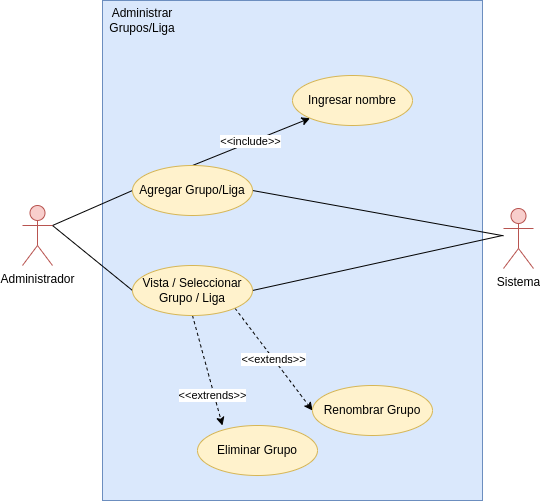 Administrar
Grupos/Liga
Ingresar nombre
<<include>>
Agregar Grupo/Liga
Administrador
Sistema
Vista / Seleccionar
Grupo / Liga
<<extends>>
<<extrends>>
Renombrar Grupo
Eliminar Grupo